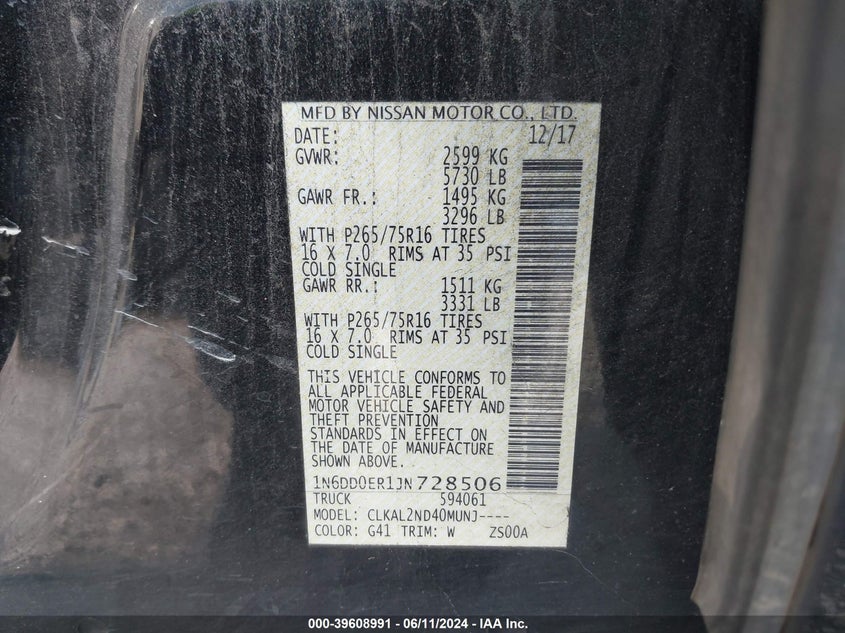 MFD BY NISSAN MOTOR CO., LTD.
DATE: 12/17
GVWR: 2599 KG
5730 LB
GAWR FR.: 1495 KG
3296 LB
WITH P265/75R16 TIRES
16 X 7.0 RIMS AT 35 PSI
COLD SINGLE
GAWR RR.: 1511 KG
3331 LB
WITH P265/75R16 TIRES
16 X 7.0 RIMS AT 35 PSI
COLD SINGLE
THIS VEHICLE CONFORMS TO
ALL APPLICABLE FEDERAL
MOTOR VEHICLE SAFETY AND
THEFT PREVENTION
STANDARDS IN EFFECT ON
THE DATE OF MANUFACTURE
SHOWN ABOVE.
1N6DD0ER1JN728506
TRUCK 594061
MODEL: CLKAL2ND40MUNJ----
COLOR: G41 TRIM: W ZS00A
000-39608991 - 06/11/2024 - IAA Inc.